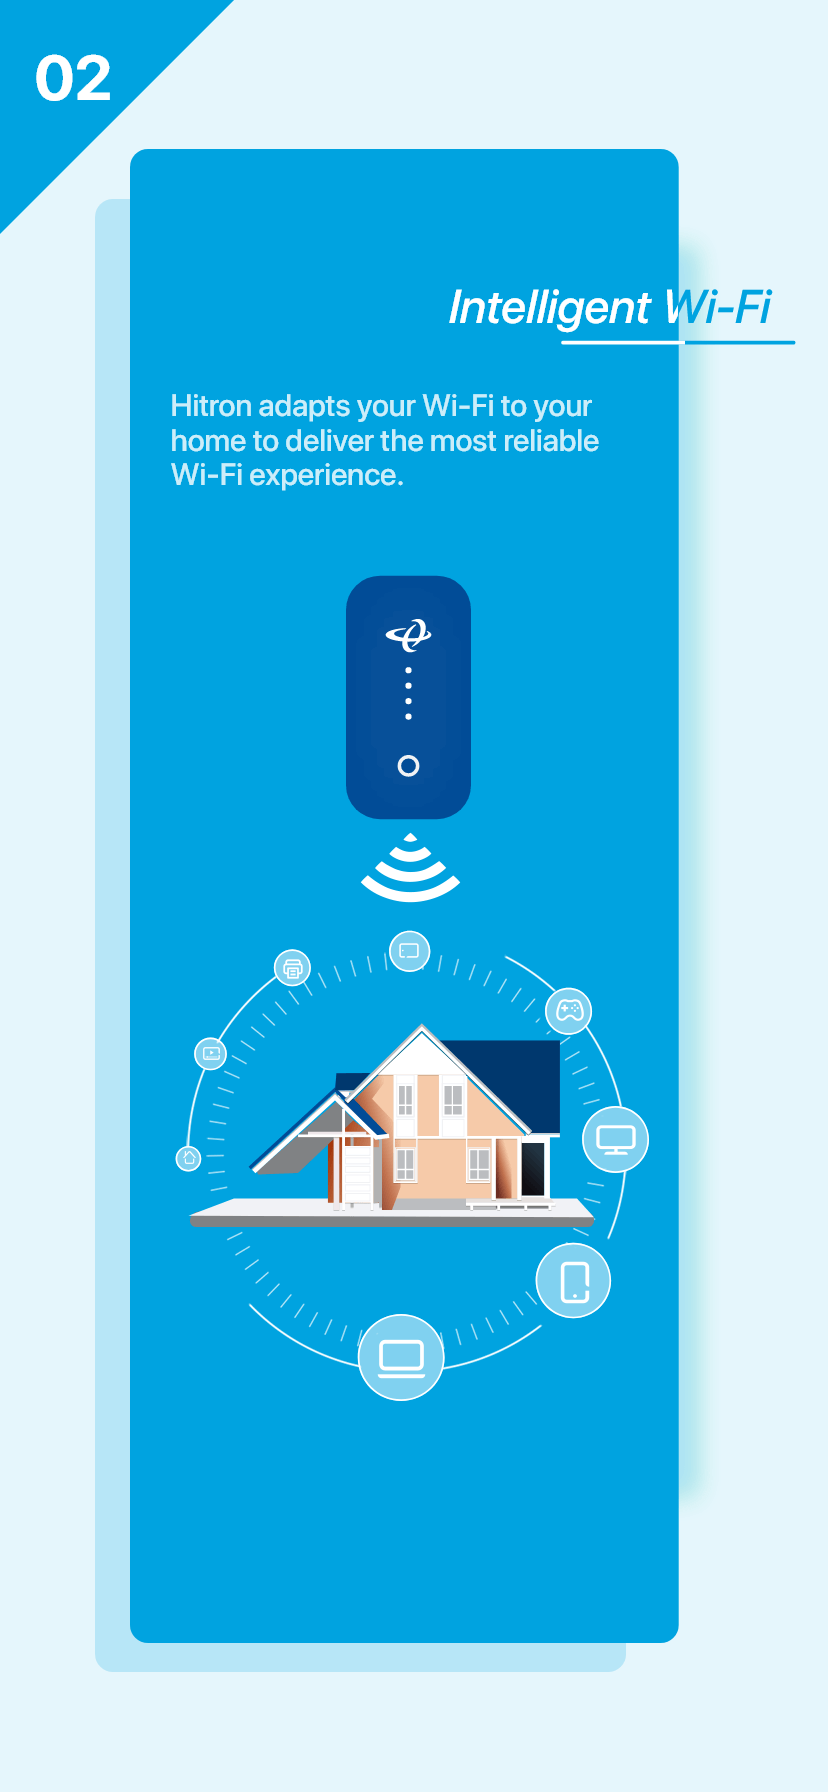 02
Intelligent Wi-Fi
Hitron adapts your Wi-Fi to your
home to deliver the most reliable
Wi-Fi experience.